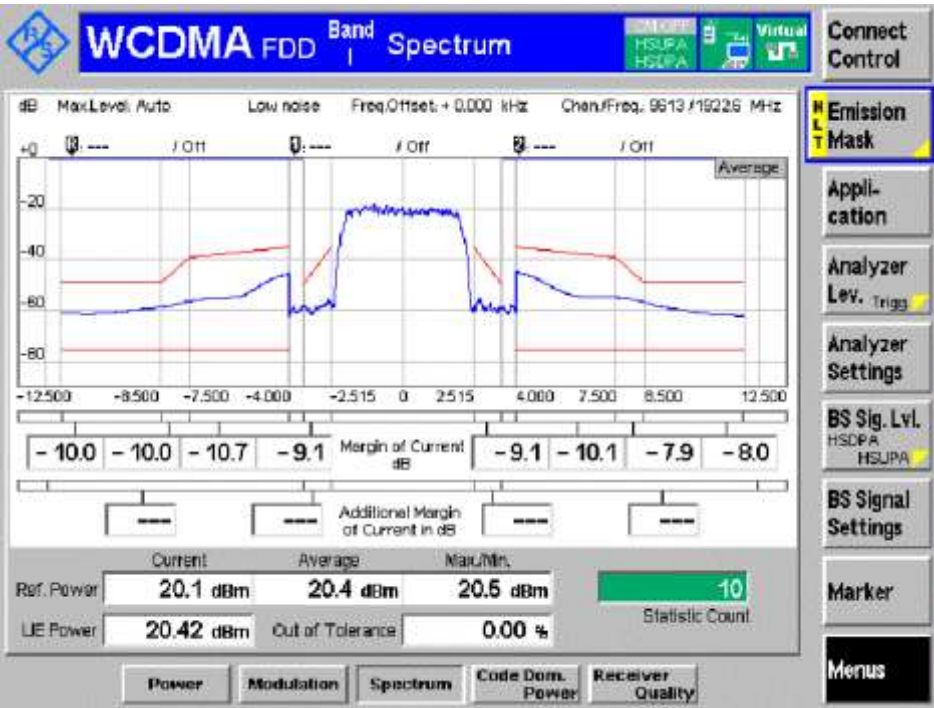 WCDMA FDD Band I Spectrum
ON/OFF
HSUPA
HSDPA
Virtual
Connect Control
dB Max.Level: Auto Low noise Freq.Offset: + 0.000 kHz Chan./Freq.: 9613 / 1922.6 MHz
Emission Mask
HLT
R: --- / Off 1: --- / Off 2: --- / Off
+0
Average
Appli-
cation
-20
-40
Analyzer
Lev. Trigg
-60
-80
Analyzer
Settings
-12.500 -8.500 -7.500 -4.000 -2.515 0 2.515 4.000 7.500 8.500 12.500
BS Sig. Lvl.
HSDPA
HSUPA
- 10.0 - 10.0 - 10.7 - 9.1 Margin of Current dB - 9.1 - 10.1 - 7.9 - 8.0
BS Signal
Settings
--- --- Additional Margin of Current in dB --- ---
Current Average Max./Min.
Ref. Power 20.1 dBm 20.4 dBm 20.5 dBm 10
Statistic Count
Marker
UE Power 20.42 dBm Out of Tolerance 0.00 %
Menus
Power Modulation Spectrum Code Dom. Power Receiver Quality